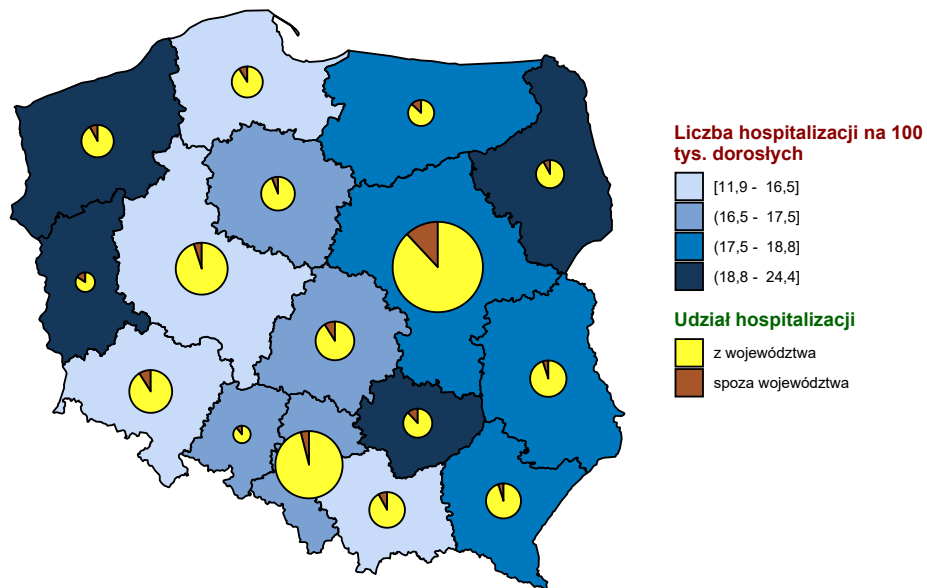 Liczba hospitalizacji na 100
tys. dorosłych
[11,9 - 16,5]
(16,5 - 17,5]
(17,5 - 18,8]
(18,8 - 24,4]
Udział hospitalizacji
z województwa
spoza województwa